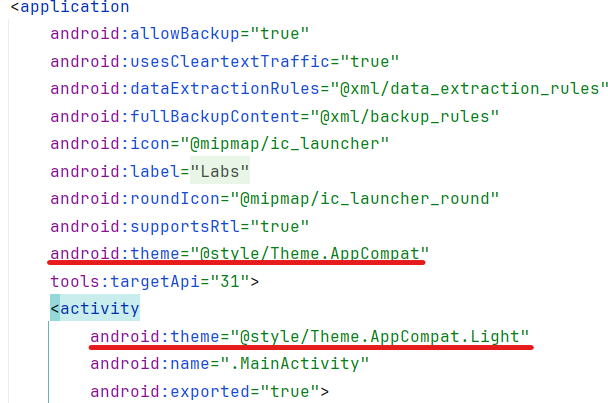 <application
android:allowBackup="true"
android:usesCleartextTraffic="true"
android:dataExtractionRules="@xml/data_extraction_rules"
android:fullBackupContent="@xml/backup_rules"
android:icon="@mipmap/ic_launcher"
android:label="Labs"
android:roundIcon="@mipmap/ic_launcher_round"
android:supportsRtl="true"
android:theme="@style/Theme.AppCompat"
tools:targetApi="31">
<activity
android:theme="@style/Theme.AppCompat.Light"
android:name=".MainActivity"
android:exported="true">